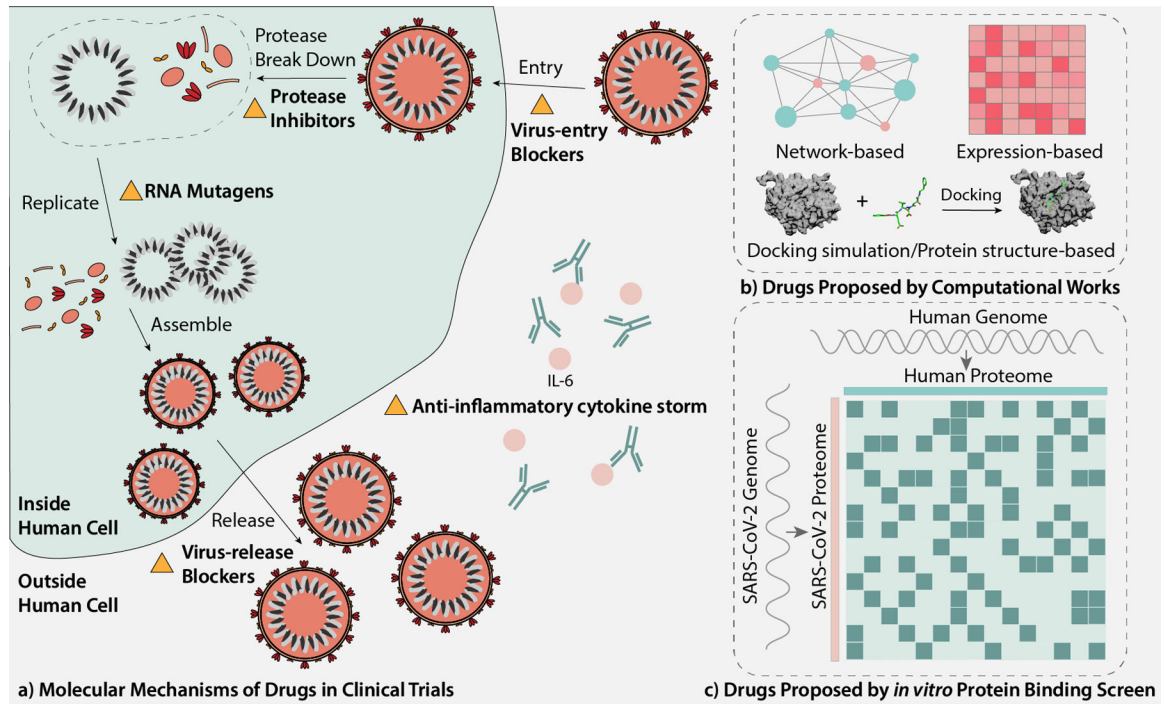 Protease
Break Down
Protease
Inhibitors
Entry
Virus-entry
Blockers
Replicate
RNA Mutagens
Assemble
IL-6
Anti-inflammatory cytokine storm
Inside
Human Cell
Release
Virus-release
Blockers
Outside
Human Cell
a) Molecular Mechanisms of Drugs in Clinical Trials
Network-based
Expression-based
+
Docking
Docking simulation/Protein structure-based
b) Drugs Proposed by Computational Works
Human Genome
Human Proteome
SARS-CoV-2 Genome
SARS-CoV-2 Proteome
c) Drugs Proposed by in vitro Protein Binding Screen